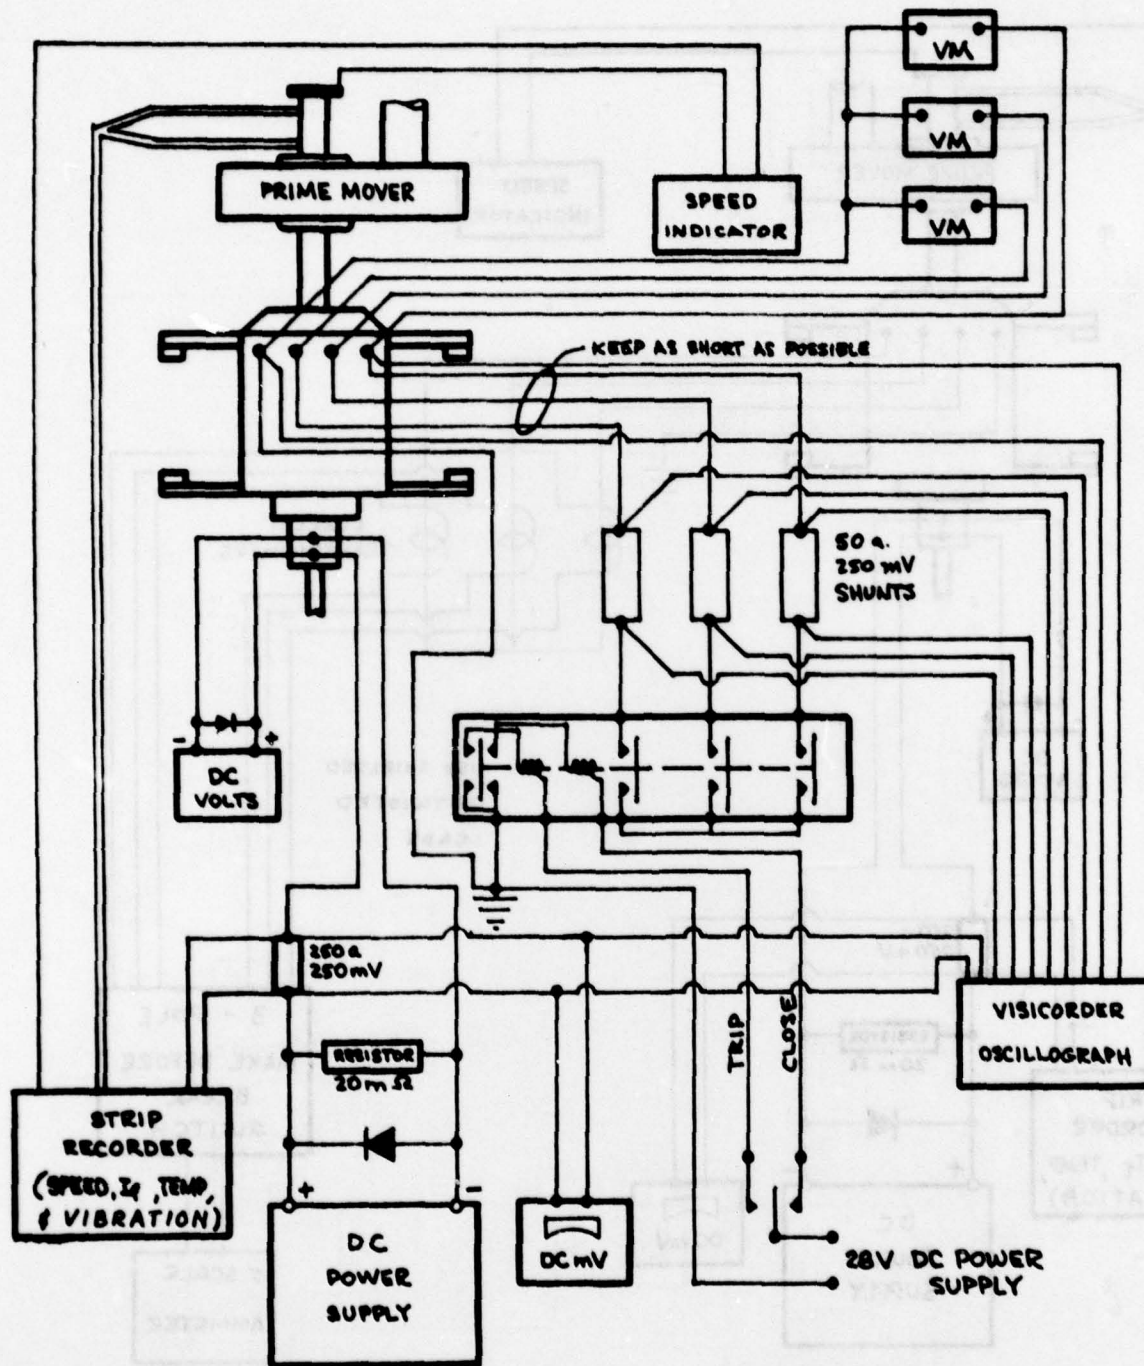 VM
VM
VM
PRIME MOVER
SPEED
INDICATOR
KEEP AS SHORT AS POSSIBLE
50 a.
250 mV
SHUNTS
-
+
DC
VOLTS
250 a
250 mV
RESISTOR
20 m Ω
TRIP
CLOSE
VISICORDER
OSCILLOGRAPH
STRIP
RECORDER
(SPEED, If, TEMP,
& VIBRATION)
+
-
DC
POWER
SUPPLY
DC mV
28V DC POWER
SUPPLY